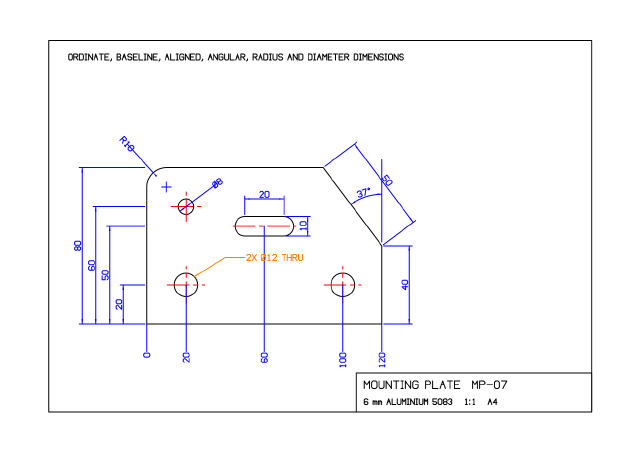 ORDINATE, BASELINE, ALIGNED, ANGULAR, RADIUS AND DIAMETER DIMENSIONS
R10
Ø8
50
20
37°
10
80
60
50
2X Ø12 THRU
40
20
0
20
60
100
120
MOUNTING PLATE MP-07
6 mm ALUMINIUM 5083 1:1 A4